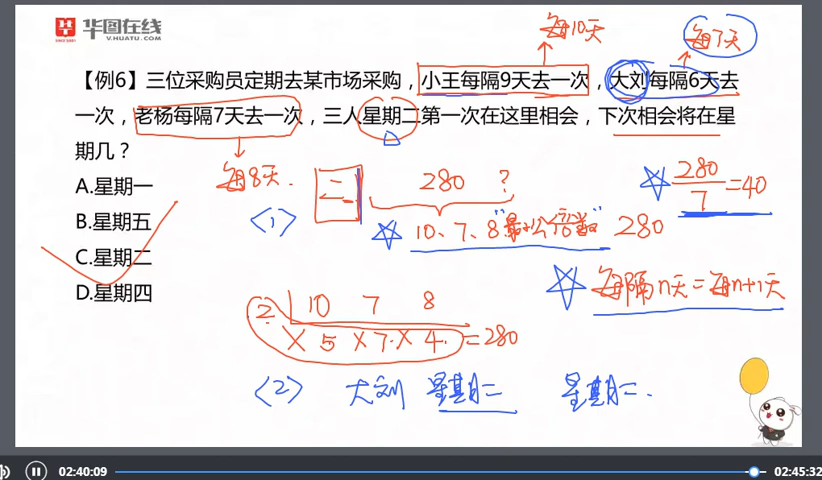 华图在线
V.HUATU.COM
每10天
每7天
【例6】三位采购员定期去某市场采购，小王每隔9天去一次，大刘每隔6天去
一次，老杨每隔7天去一次，三人星期二第一次在这里相会，下次相会将在星
期几？
每8天.
A.星期一
B.星期五
C.星期二
D.星期四
二 280 ?
280/7=40
<1> 10、7、8"最小公倍数" 280
每隔n天=每n+1天
2 10 7 8
× 5 × 7 × 4 =280
<2> 大刘 星期二 星期二.
02:40:09
02:45:32